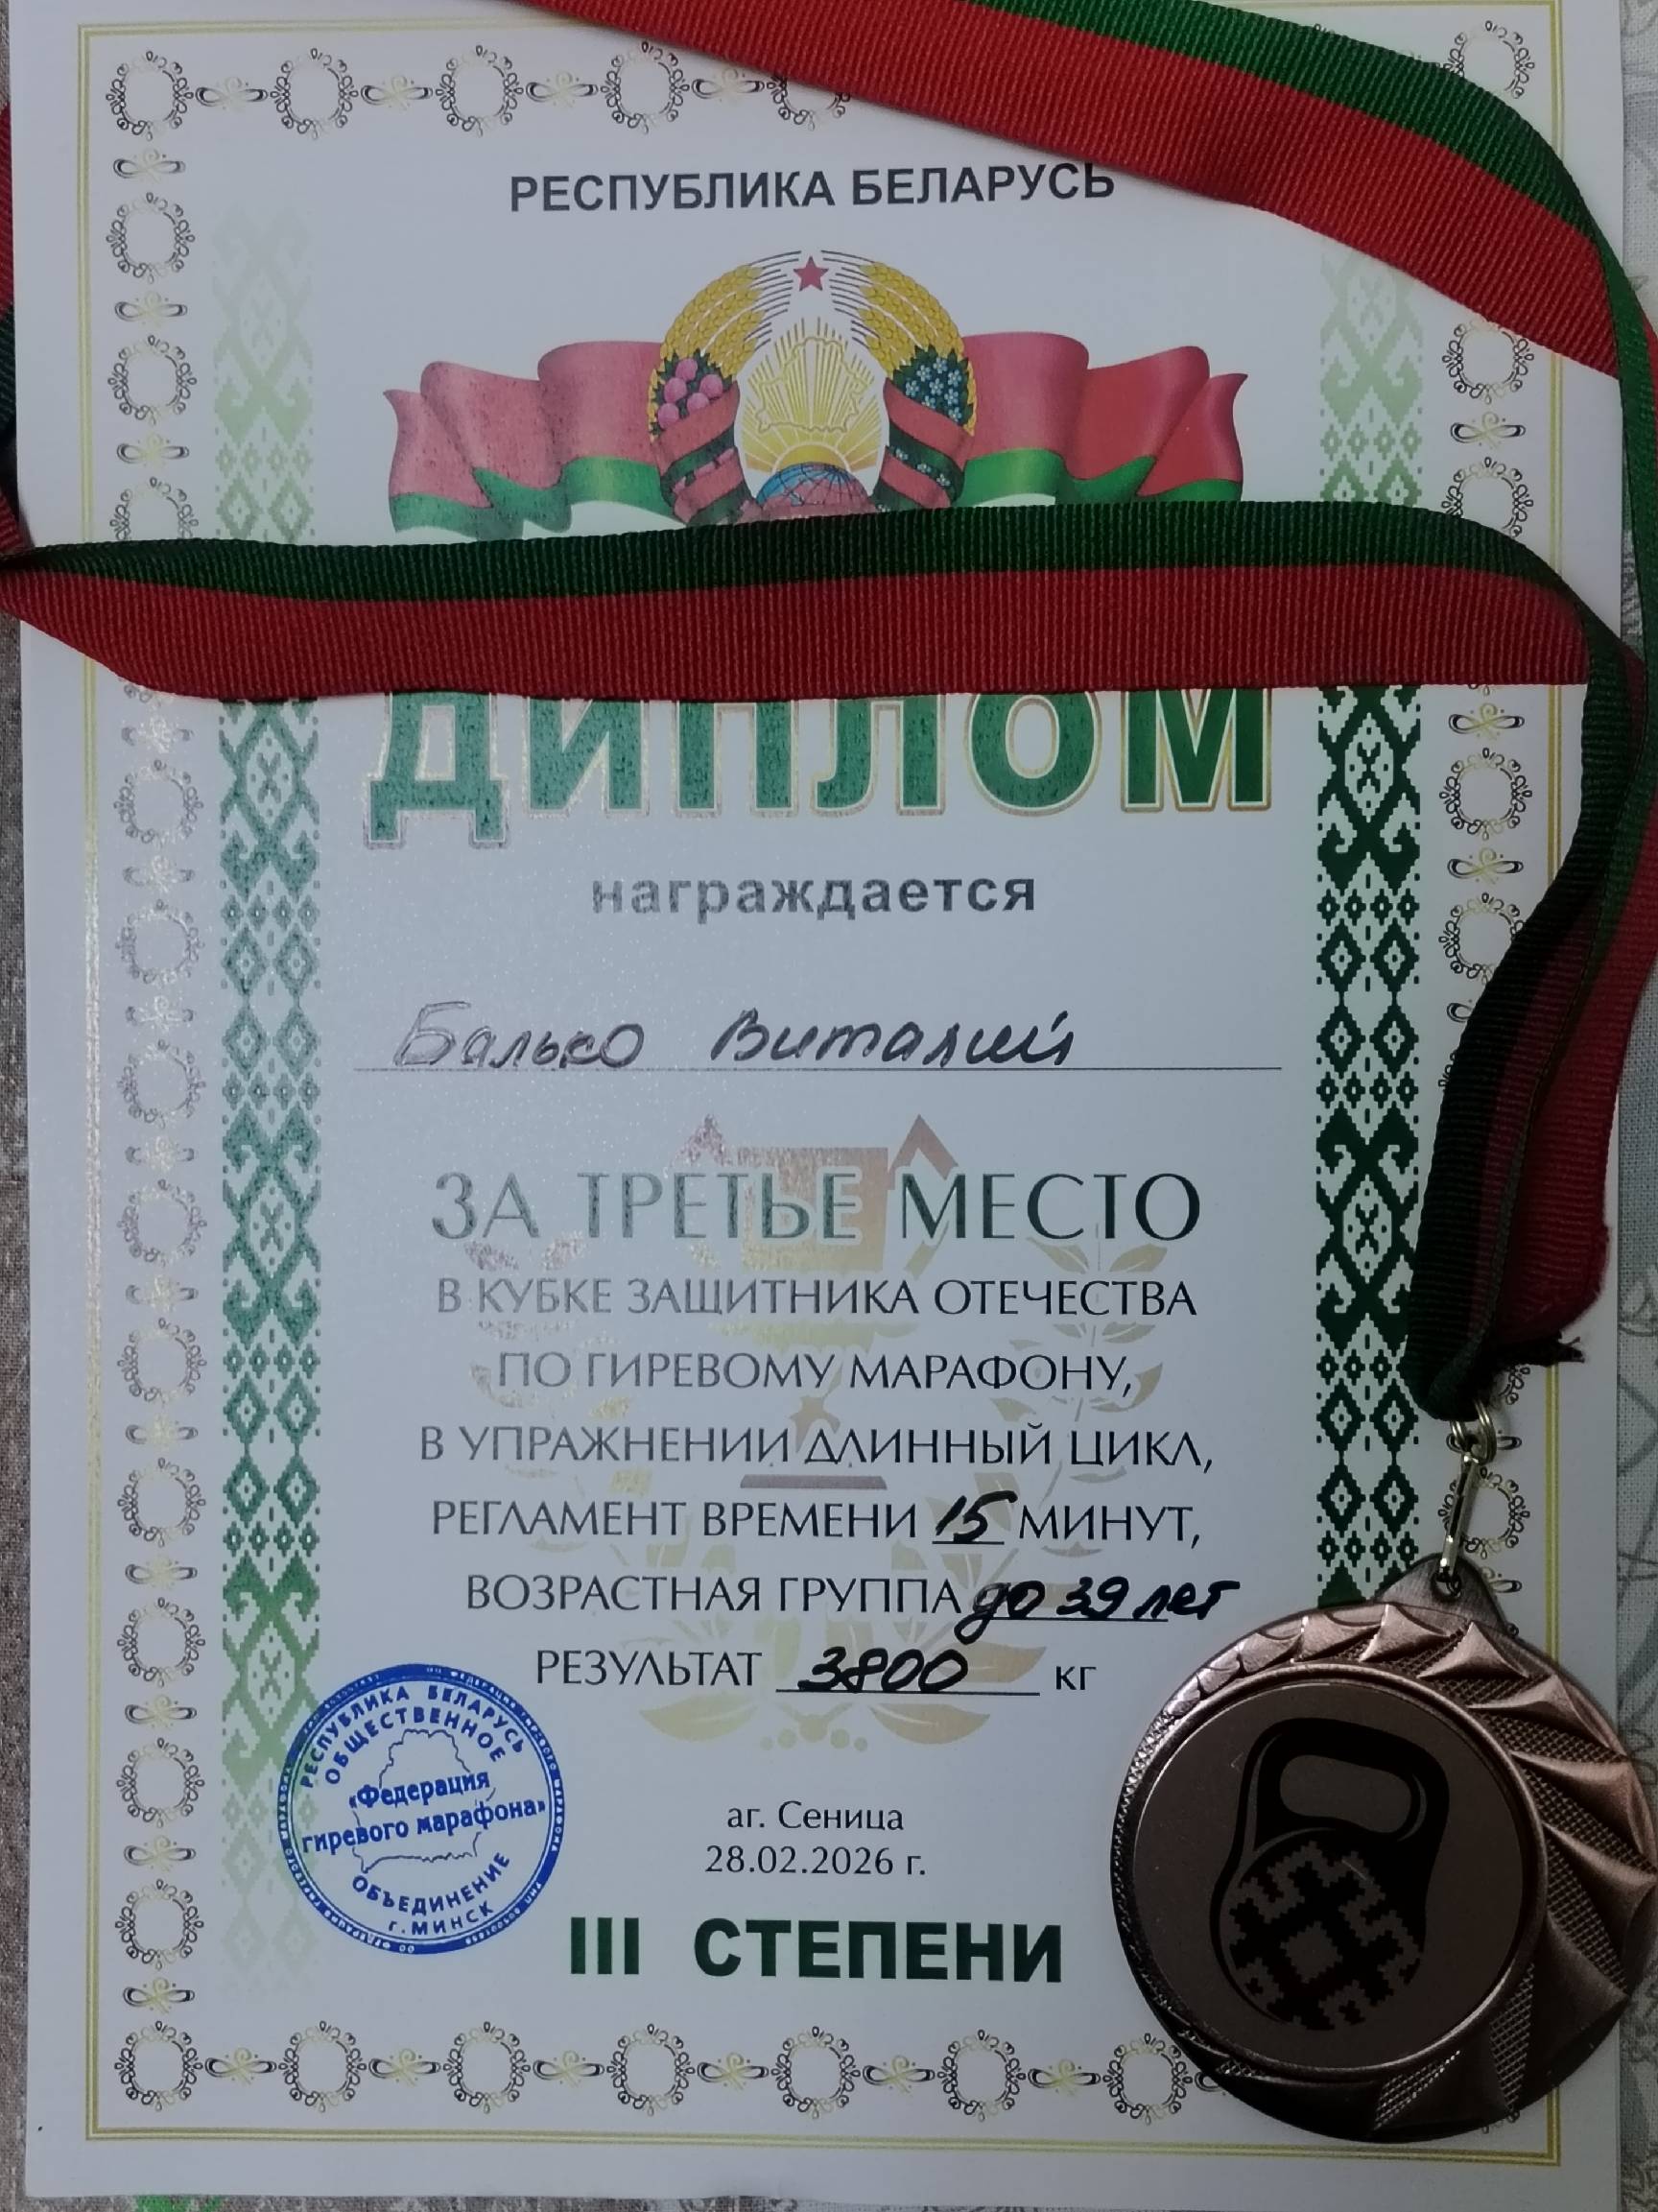 РЕСПУБЛИКА БЕЛАРУСЬ
ДИПЛОМ
награждается
Балько Виталий
ЗА ТРЕТЬЕ МЕСТО
В КУБКЕ ЗАЩИТНИКА ОТЕЧЕСТВА
ПО ГИРЕВОМУ МАРАФОНУ,
В УПРАЖНЕНИИ ДЛИННЫЙ ЦИКЛ,
РЕГЛАМЕНТ ВРЕМЕНИ 15 МИНУТ,
ВОЗРАСТНАЯ ГРУППА до 39 лет
РЕЗУЛЬТАТ 3800 кг
РЕСПУБЛИКА БЕЛАРУСЬ
ОБЩЕСТВЕННОЕ
«Федерация
гиревого марафона»
ОБЪЕДИНЕНИЕ
г. МИНСК
аг. Сеница
28.02.2026 г.
III СТЕПЕНИ